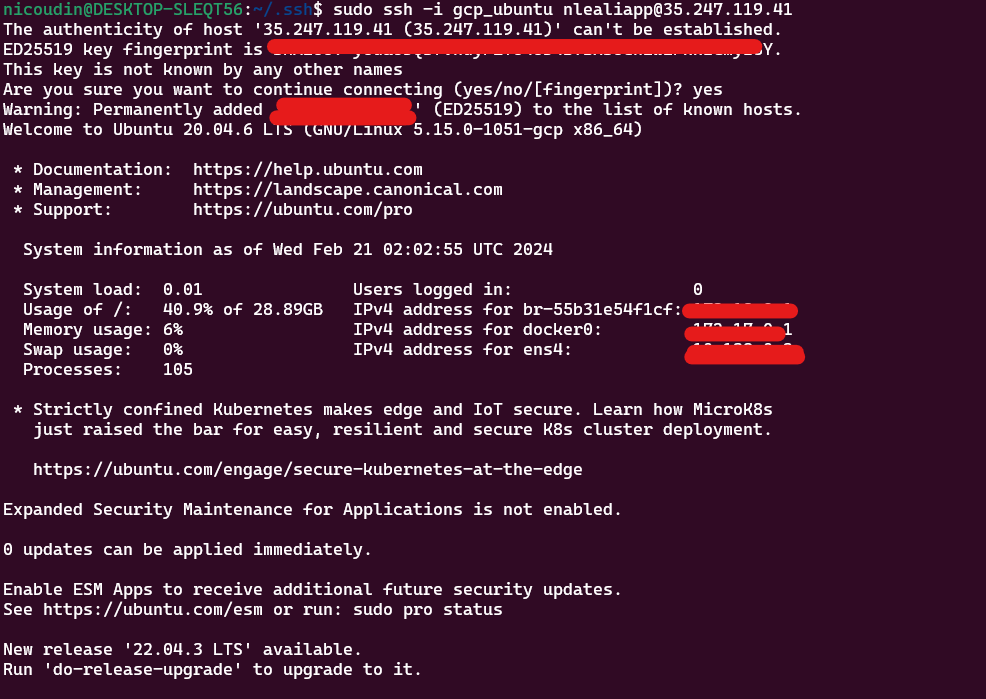 nicoudin@DESKTOP-SLEQT56:~/.ssh$ sudo ssh -i gcp_ubuntu nlealiapp@35.247.119.41
The authenticity of host '35.247.119.41 (35.247.119.41)' can't be established.
ED25519 key fingerprint is
This key is not known by any other names
Are you sure you want to continue connecting (yes/no/[fingerprint])? yes
Warning: Permanently added ' (ED25519) to the list of known hosts.
Welcome to Ubuntu 20.04.6 LTS (GNU/Linux 5.15.0-1051-gcp x86_64)
* Documentation: https://help.ubuntu.com
* Management: https://landscape.canonical.com
* Support: https://ubuntu.com/pro
System information as of Wed Feb 21 02:02:55 UTC 2024
System load: 0.01 Users logged in: 0
Usage of /: 40.9% of 28.89GB IPv4 address for br-55b31e54f1cf:
Memory usage: 6% IPv4 address for docker0:
Swap usage: 0% IPv4 address for ens4:
Processes: 105
* Strictly confined Kubernetes makes edge and IoT secure. Learn how MicroK8s
just raised the bar for easy, resilient and secure K8s cluster deployment.
https://ubuntu.com/engage/secure-kubernetes-at-the-edge
Expanded Security Maintenance for Applications is not enabled.
0 updates can be applied immediately.
Enable ESM Apps to receive additional future security updates.
See https://ubuntu.com/esm or run: sudo pro status
New release '22.04.3 LTS' available.
Run 'do-release-upgrade' to upgrade to it.